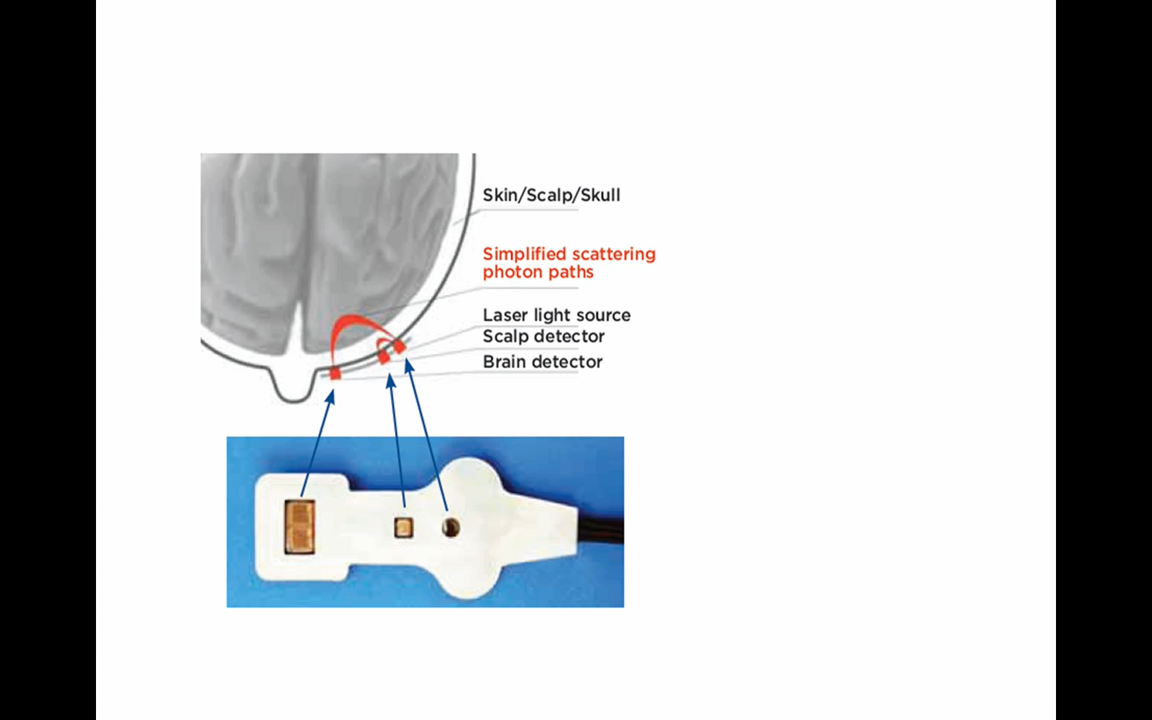 Skin/Scalp/Skull
Simplified scattering
photon paths
Laser light source
Scalp detector
Brain detector